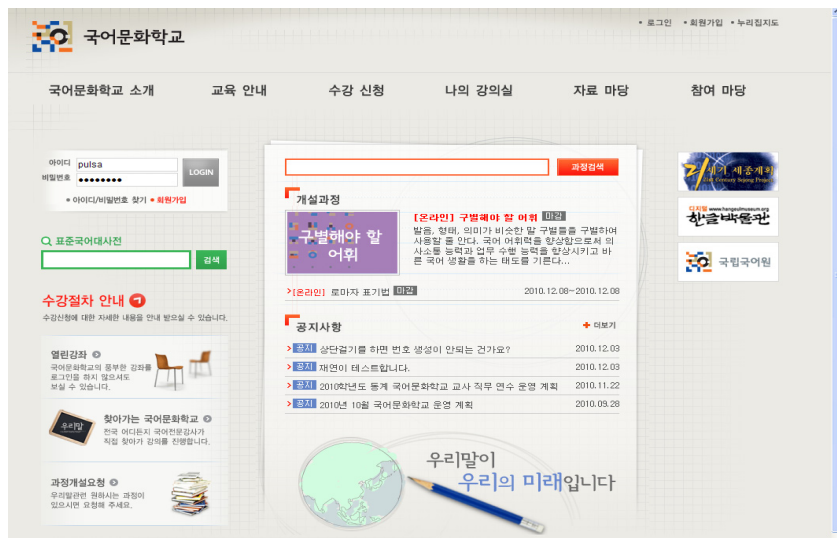 로그인
회원가입
누리집지도
국어문화학교
국어문화학교 소개
교육 안내
수강 신청
나의 강의실
자료 마당
참여 마당
아이디
pulsa
비밀번호
LOGIN
아이디/비밀번호 찾기
회원가입
표준국어대사전
검색
수강절차 안내
수강신청에 대한 자세한 내용을 안내 받으실 수 있습니다.
열린강좌
국어문화학교의 풍부한 강좌를
로그인을 하지 않으셔도
보실 수 있습니다.
우리말
찾아가는 국어문화학교
전국 어디든지 국어전문강사가
직접 찾아가 강의를 진행합니다.
과정개설요청
우리말관련 원하시는 과정이
있으시면 요청해 주세요.
과정검색
개설과정
구별해야 할
어휘
[온라인] 구별해야 할 어휘 마감
발음, 형태, 의미가 비슷한 말 구별들을 구별하여
사용할 줄 안다. 국어 어휘력을 향상함으로써 의
사소통 능력과 업무 수행 능력을 향상시키고 바
른 국어 생활을 하는 태도를 기른다...
>[온라인] 로마자 표기법 마감 2010.12.08~2010.12.08
공지사항
+ 더보기
> 공지 상단걸기를 하면 번호 생성이 안되는 건가요? 2010.12.03
> 공지 재연이 테스트합니다. 2010.12.03
> 공지 2010학년도 동계 국어문화학교 교사 직무 연수 운영 계획 2010.11.22
> 공지 2010년 10월 국어문화학교 운영 계획 2010.09.28
우리말이
우리의 미래입니다
21세기 세종계획
21st Century Sejong Project
디지털 www.hangeulmuseum.org
한글박물관
국립국어원